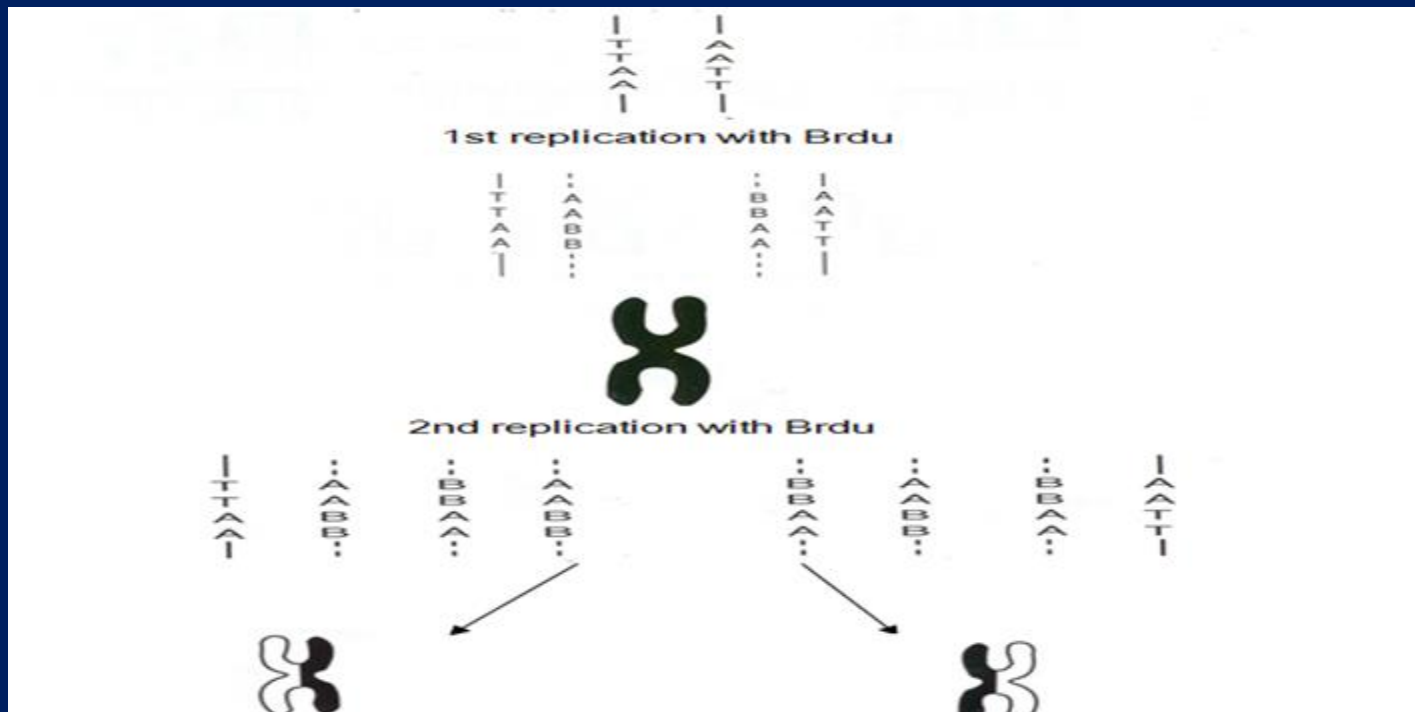 T A
T A
A T
A T
1st replication with Brdu
T A B A
T A B A
A B A T
A B A T
2nd replication with Brdu
T A B A B A B A
T A B A B A B A
A B A B A B A T
A B A B A B A T